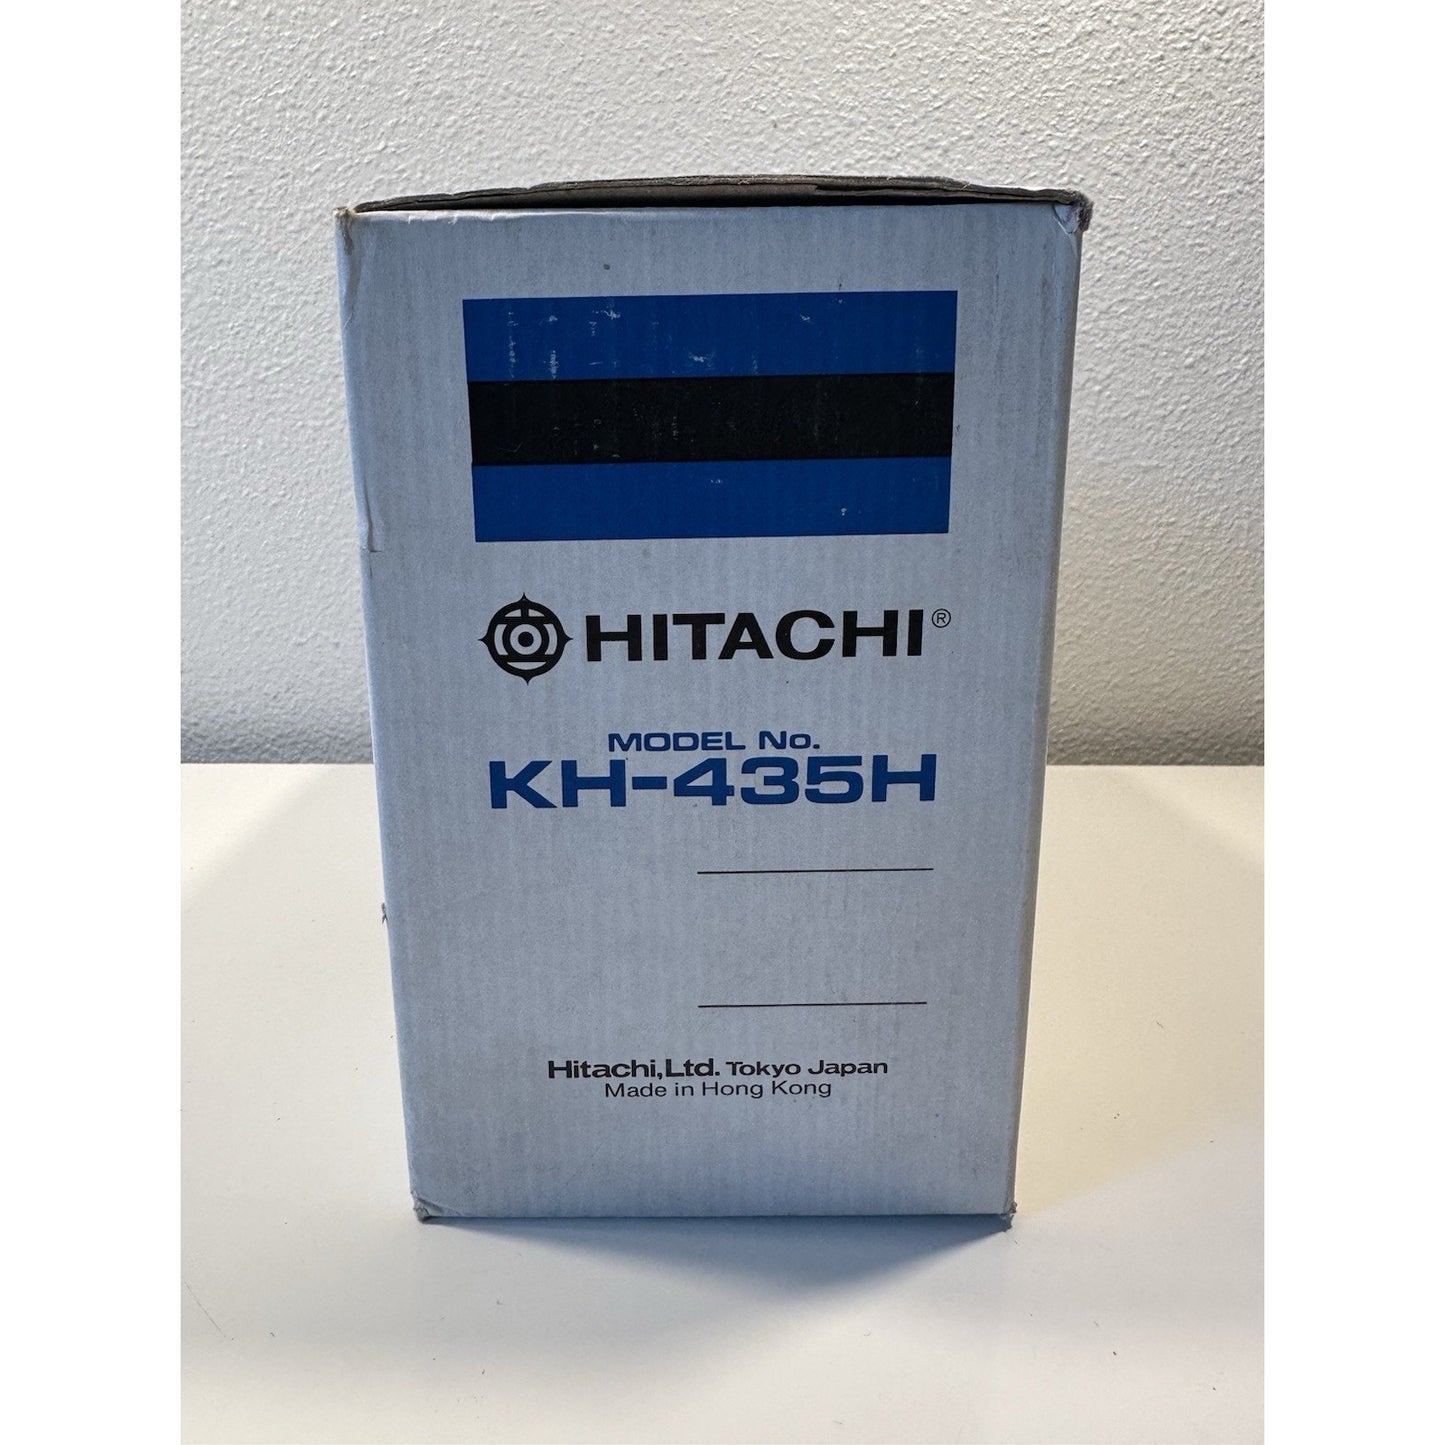 HITACHI®
MODEL No.
KH-435H
Hitachi,Ltd. Tokyo Japan
Made in Hong Kong